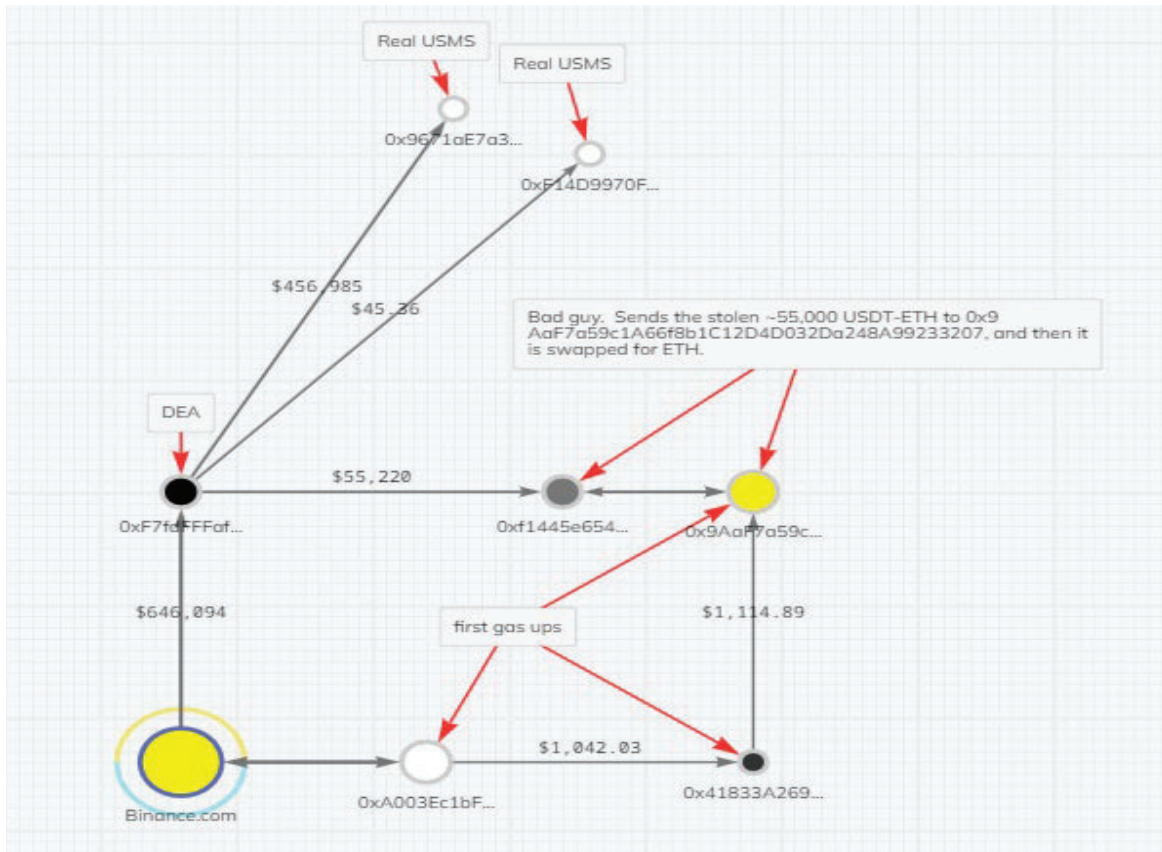 Real USMS
Real USMS
0x9671aE7a3...
0xF14D9970F...
$456,985
$45.36
Bad guy. Sends the stolen ~55,000 USDT-ETH to 0x9
AaF7a59c1A66f8b1C12D4D032Da248A99233207, and then it
is swapped for ETH.
DEA
$55,220
0xf1445e654...
0x9AaF7a59c...
$646,094
first gas ups
$1,114.89
$1,042.03
0xA003Ec1bF...
0x41833A269...
Binance.com